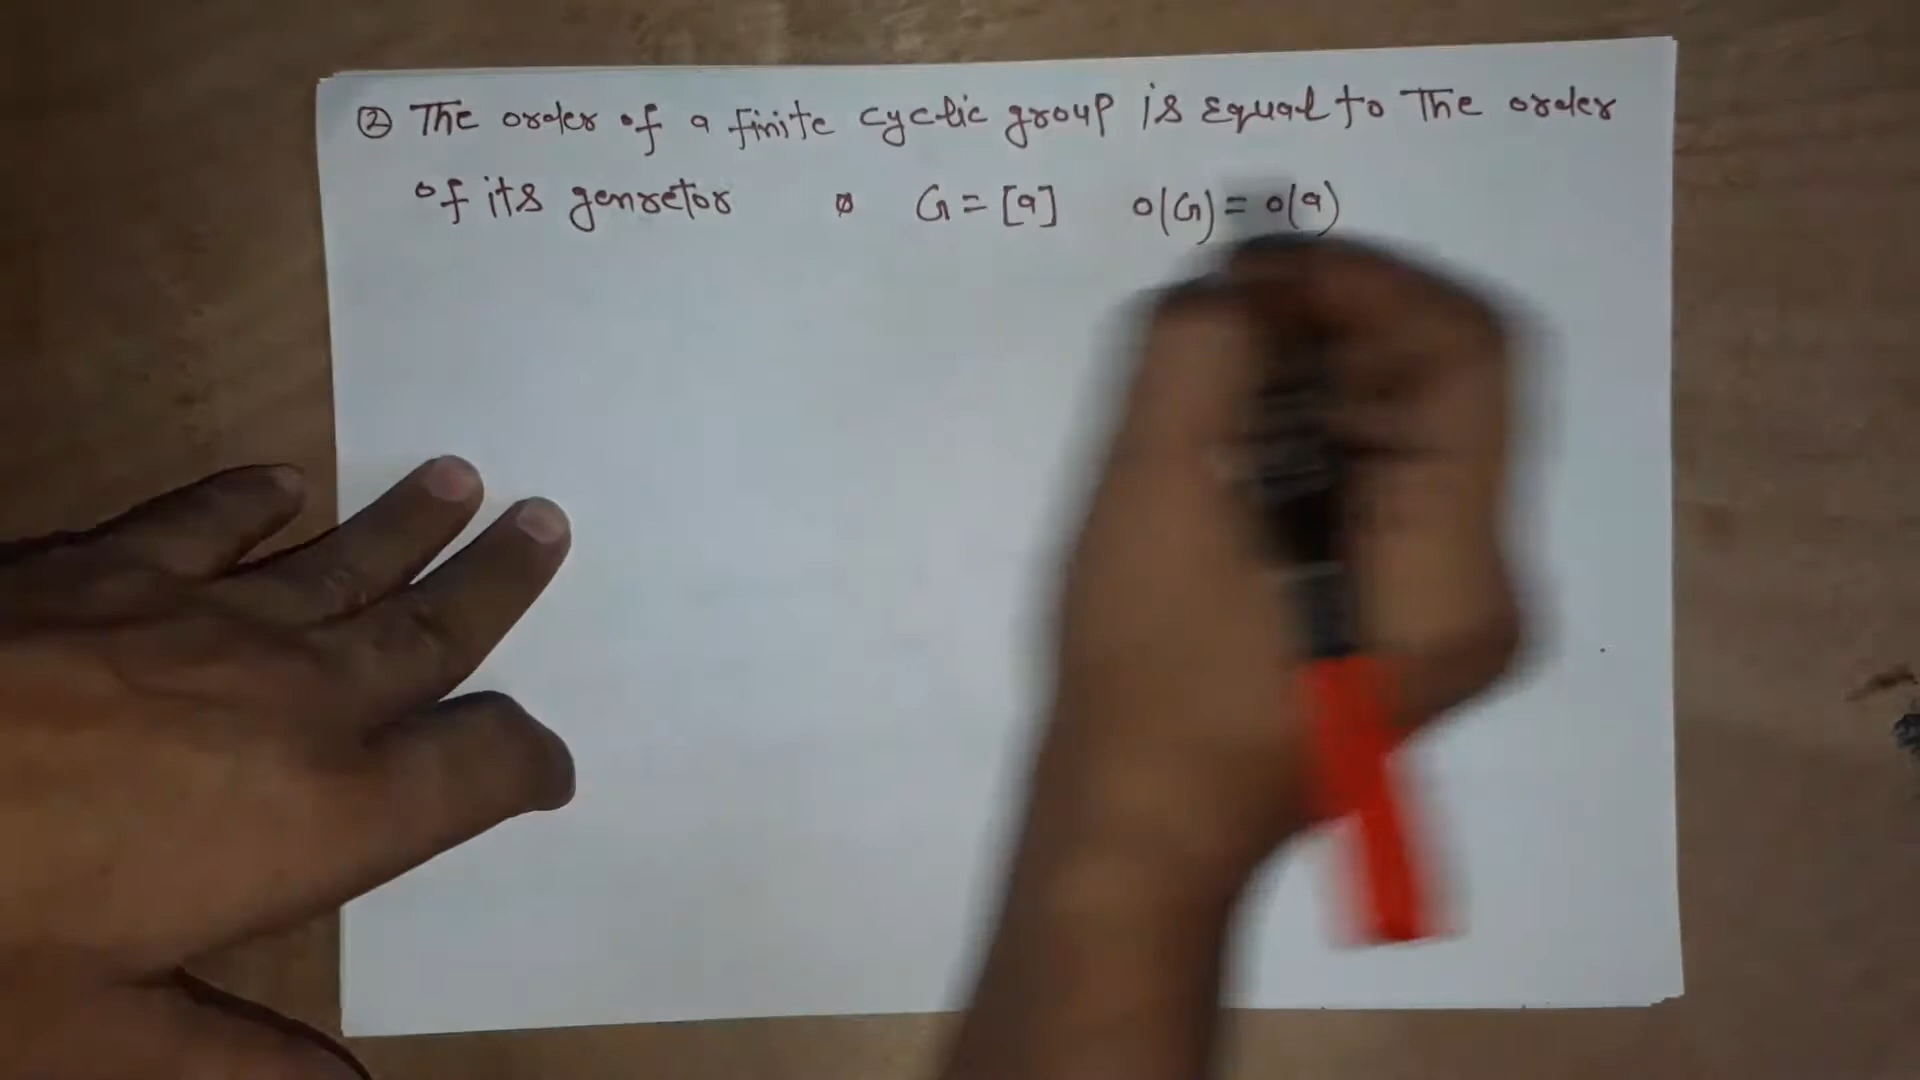 ② The order of a finite cyclic group is equal to The order
of its genretor G = [a] o(G) = o(a)